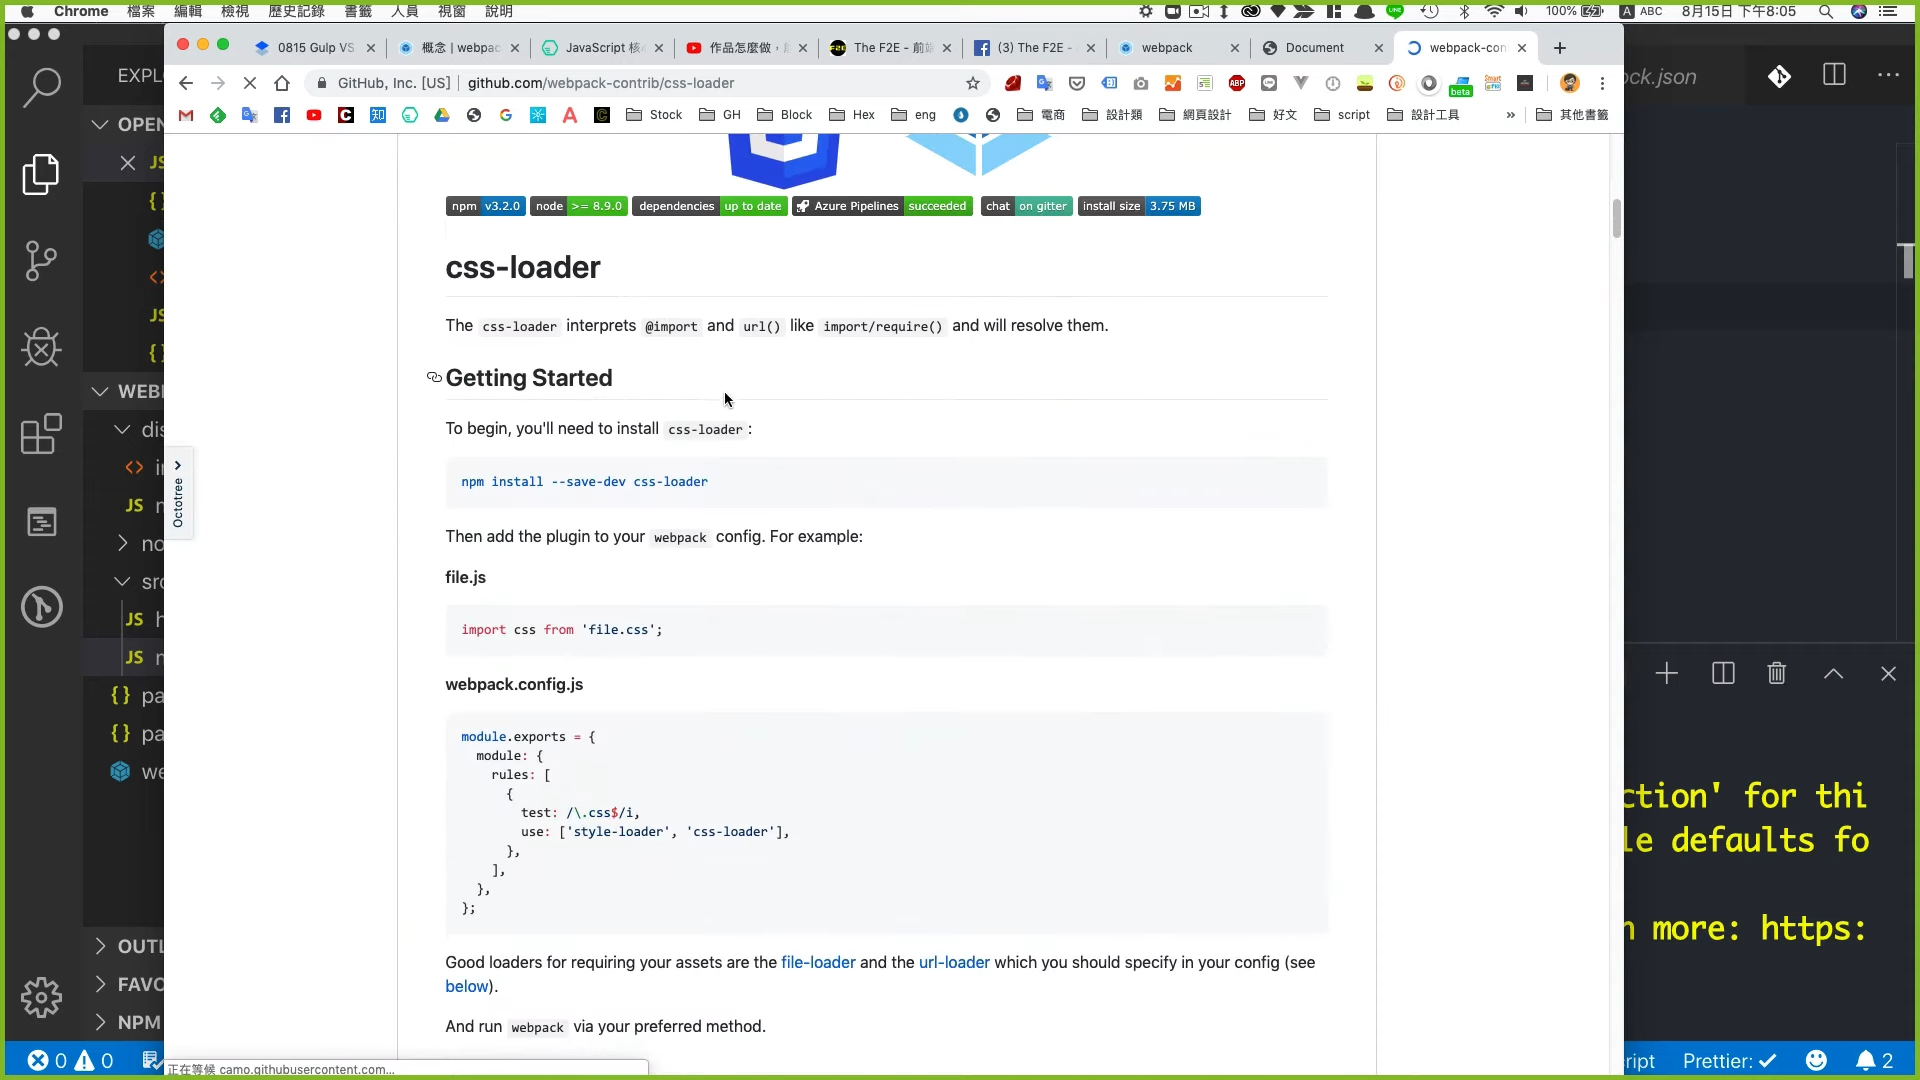 Chrome 檔案 編輯 檢視 歷史記錄 書籤 人員 視窗 說明 100% A ABC 8月15日 下午8:05
0815 Gulp VS 概念 | webpac JavaScript 核 作品怎麼做, The F2E - 前 (3) The F2E - webpack Document webpack-con
GitHub, Inc. [US] github.com/webpack-contrib/css-loader
Stock GH Block Hex eng 電商 設計類 網頁設計 好文 script 設計工具 » 其他書籤
EXPL
ock.json
OPEN
npm v3.2.0 node >= 8.9.0 dependencies up to date Azure Pipelines succeeded chat on gitter install size 3.75 MB
css-loader
The css-loader interprets @import and url() like import/require() and will resolve them.
Getting Started
To begin, you'll need to install css-loader :
npm install --save-dev css-loader
Then add the plugin to your webpack config. For example:
file.js
import css from 'file.css';
webpack.config.js
module.exports = {
module: {
rules: [
{
test: /\.css$/i,
use: ['style-loader', 'css-loader'],
},
],
},
};
Good loaders for requiring your assets are the file-loader and the url-loader which you should specify in your config (see
below).
And run webpack via your preferred method.
WEB
dis
JS
no
src
JS
JS
pa
pa
we
Octotree
OUTL
FAVO
NPM
ction' for thi
le defaults fo
n more: https:
0 0
正在等候 camo.githubusercontent.com...
ript Prettier: ✓ 2